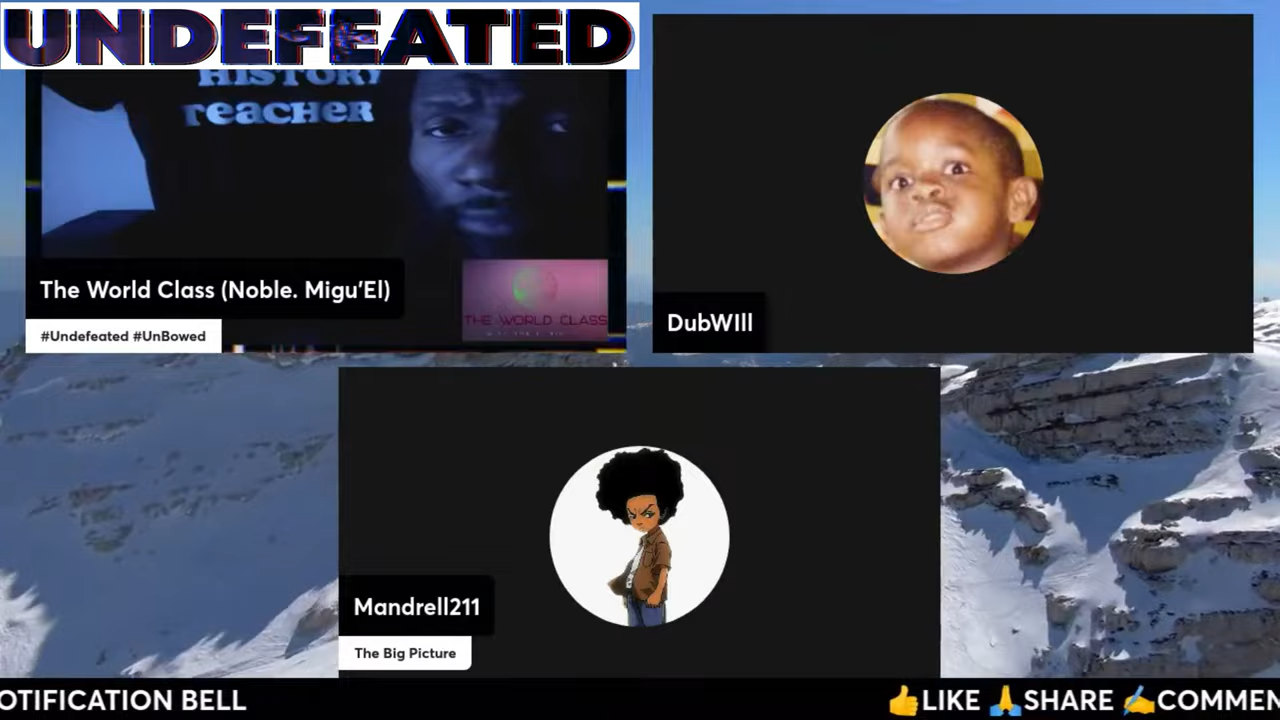 UNDEFEATED
HISTORY
TEACHER
The World Class (Noble. Migu'El)
THE WORLD CLASS
#Undefeated #UnBowed
DubWIll
Mandrell211
The Big Picture
OTIFICATION BELL
👍LIKE 🙏SHARE ✍️COMMEN